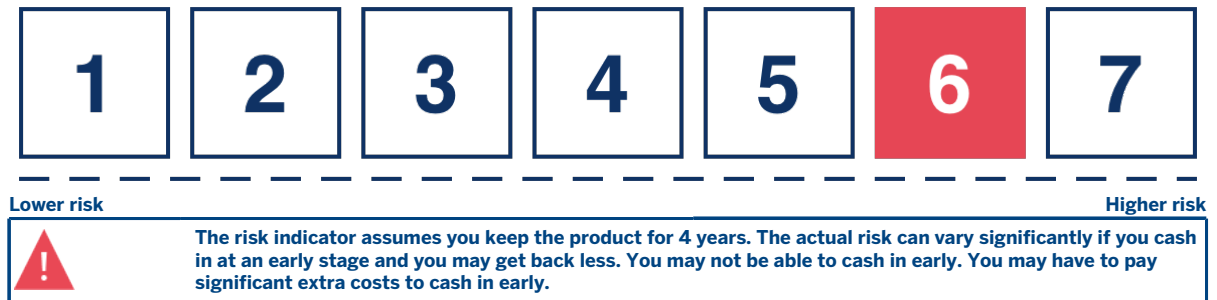 1 2 3 4 5 6 7
Lower risk Higher risk
!
The risk indicator assumes you keep the product for 4 years. The actual risk can vary significantly if you cash
in at an early stage and you may get back less. You may not be able to cash in early. You may have to pay
significant extra costs to cash in early.